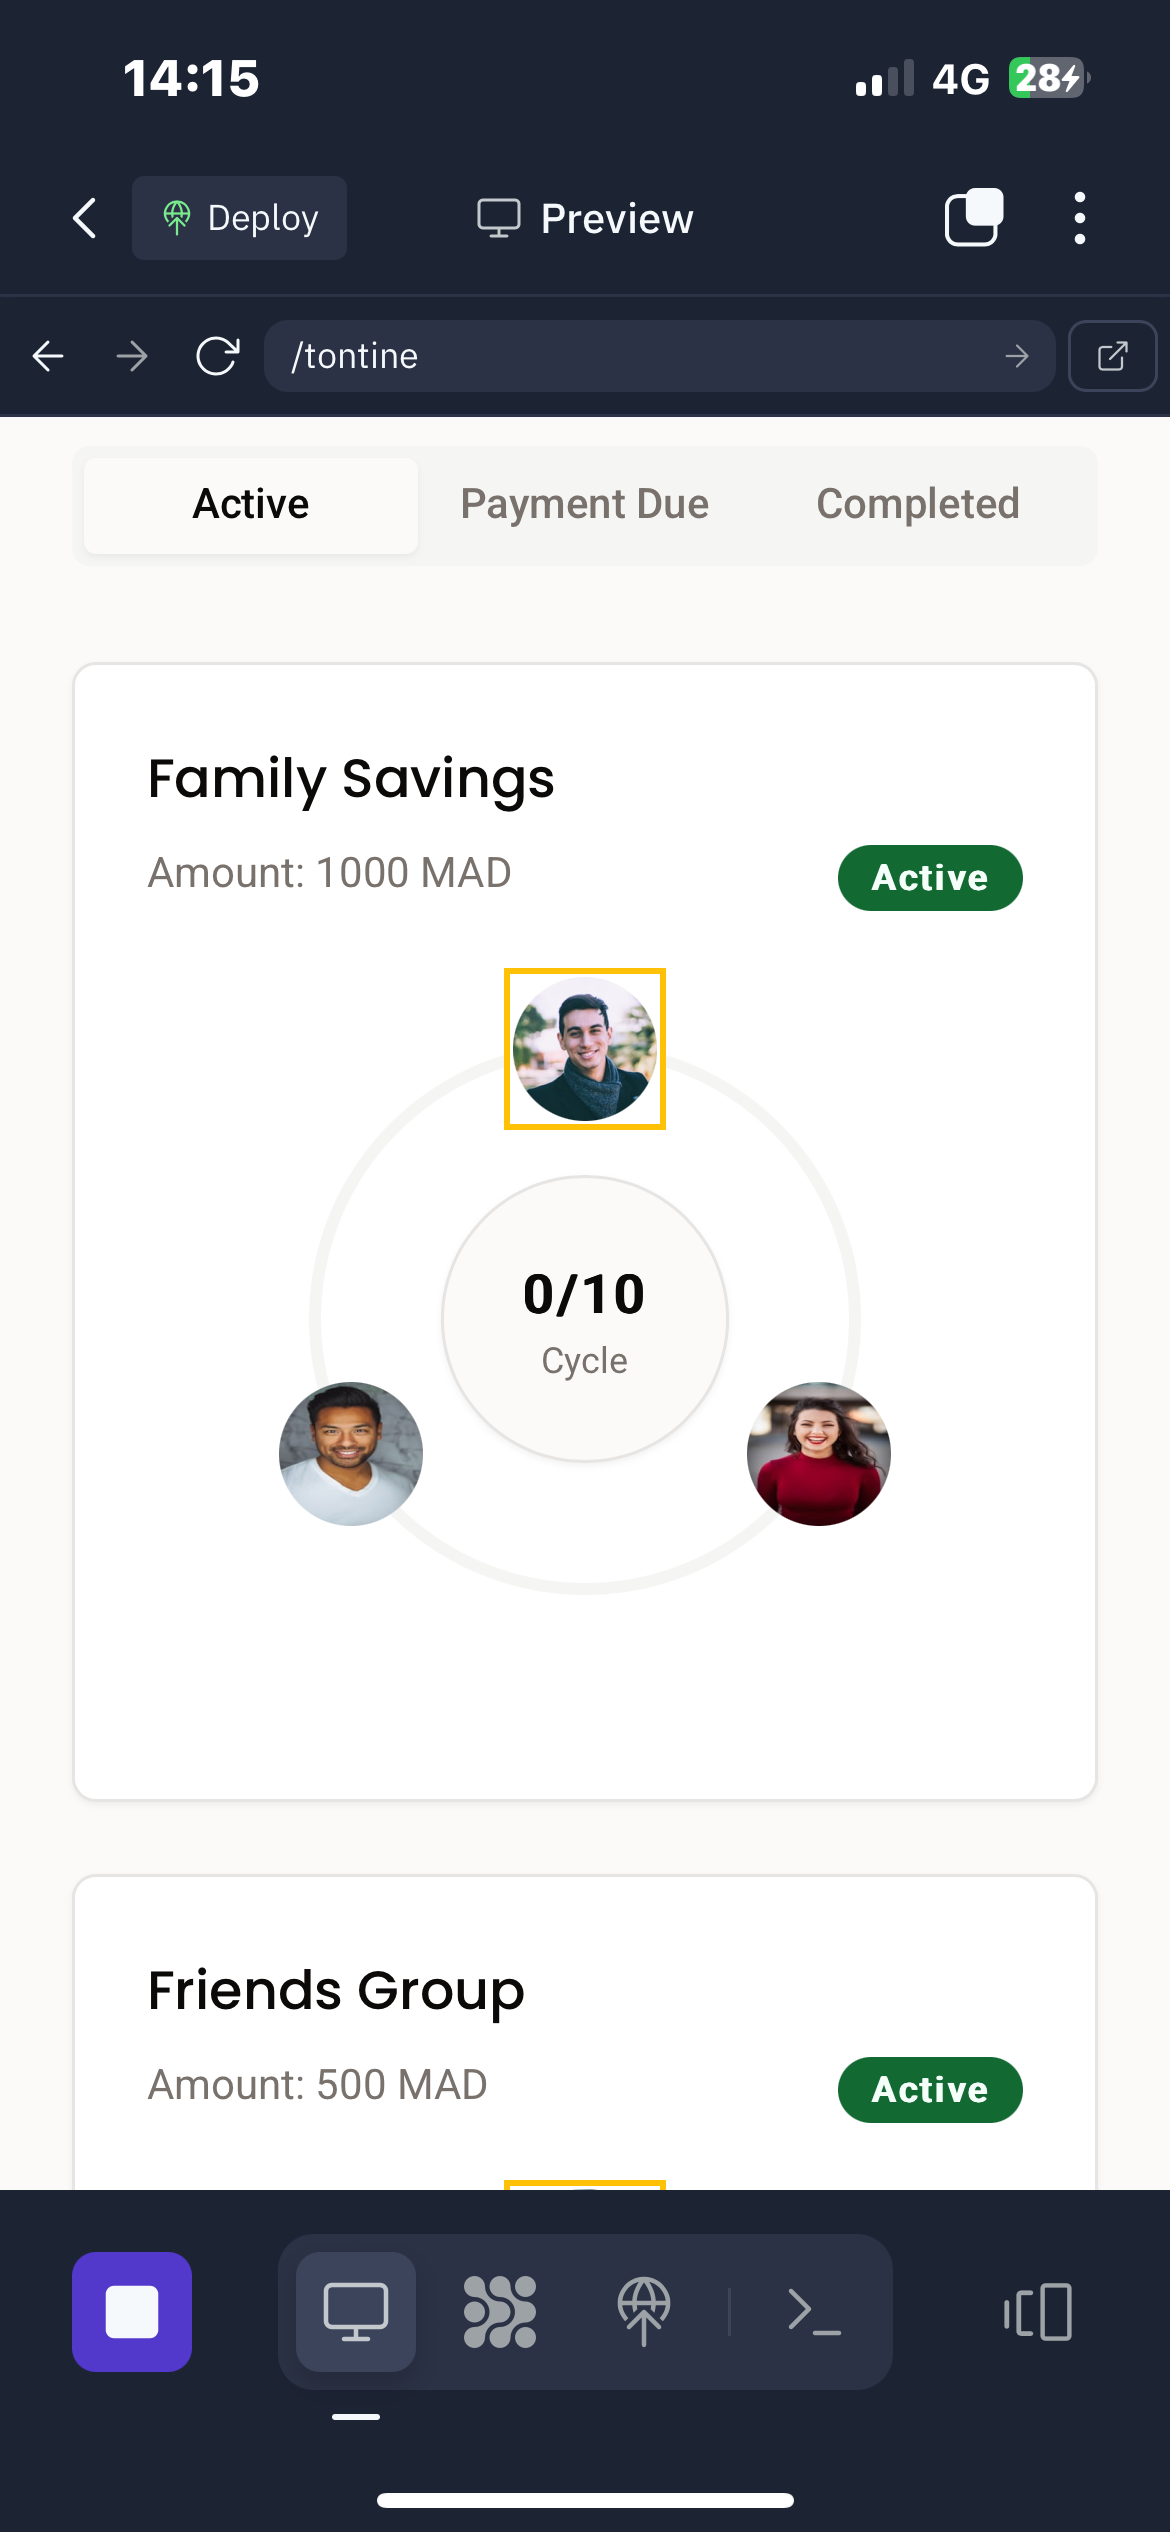 14:15
4G
28
Deploy
Preview
/tontine
Active
Payment Due
Completed
Family Savings
Amount: 1000 MAD
Active
0/10
Cycle
Friends Group
Amount: 500 MAD
Active